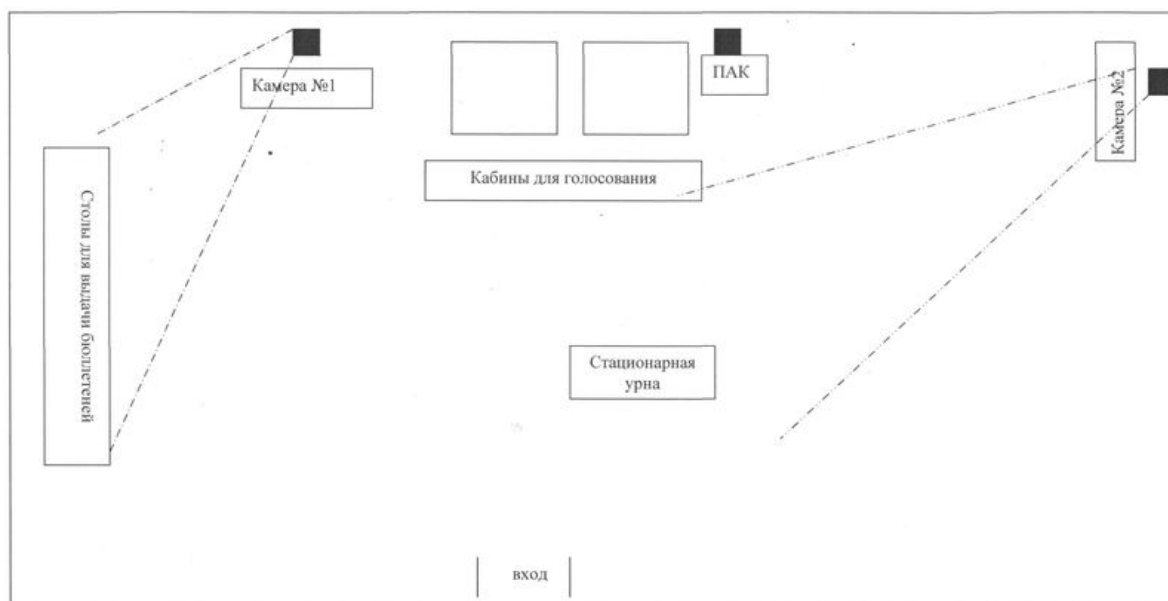 Камера №1
ПАК
Камера №2
Кабины для голосования
Столы для выдачи бюллетеней
Стационарная
урна
вход